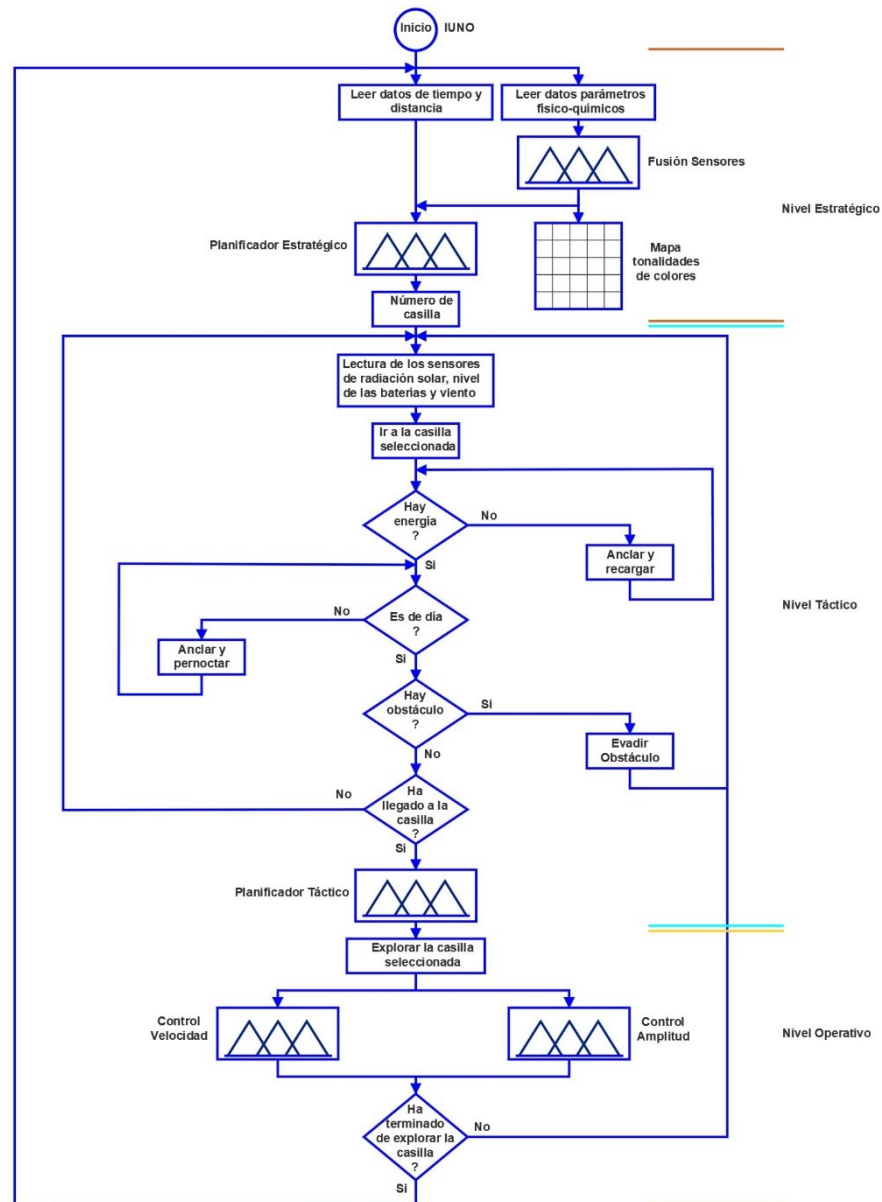 Inicio
IUNO
Leer datos de tiempo y
distancia
Leer datos parámetros
físico-químicos
Fusión Sensores
Nivel Estratégico
Planificador Estratégico
Mapa
tonalidades
de colores
Número de
casilla
Lectura de los sensores
de radiación solar, nivel
de las baterías y viento
Ir a la casilla
seleccionada
Hay
energía
?
No
Anclar y
recargar
Si
Nivel Táctico
Es de día
?
No
Anclar y
pernoctar
Si
Hay
obstáculo
?
Si
Evadir
Obstáculo
No
Ha
llegado a la
casilla
?
No
Si
Planificador Táctico
Explorar la casilla
seleccionada
Control
Velocidad
Control
Amplitud
Nivel Operativo
Ha
terminado
de explorar la
casilla
?
No
Si